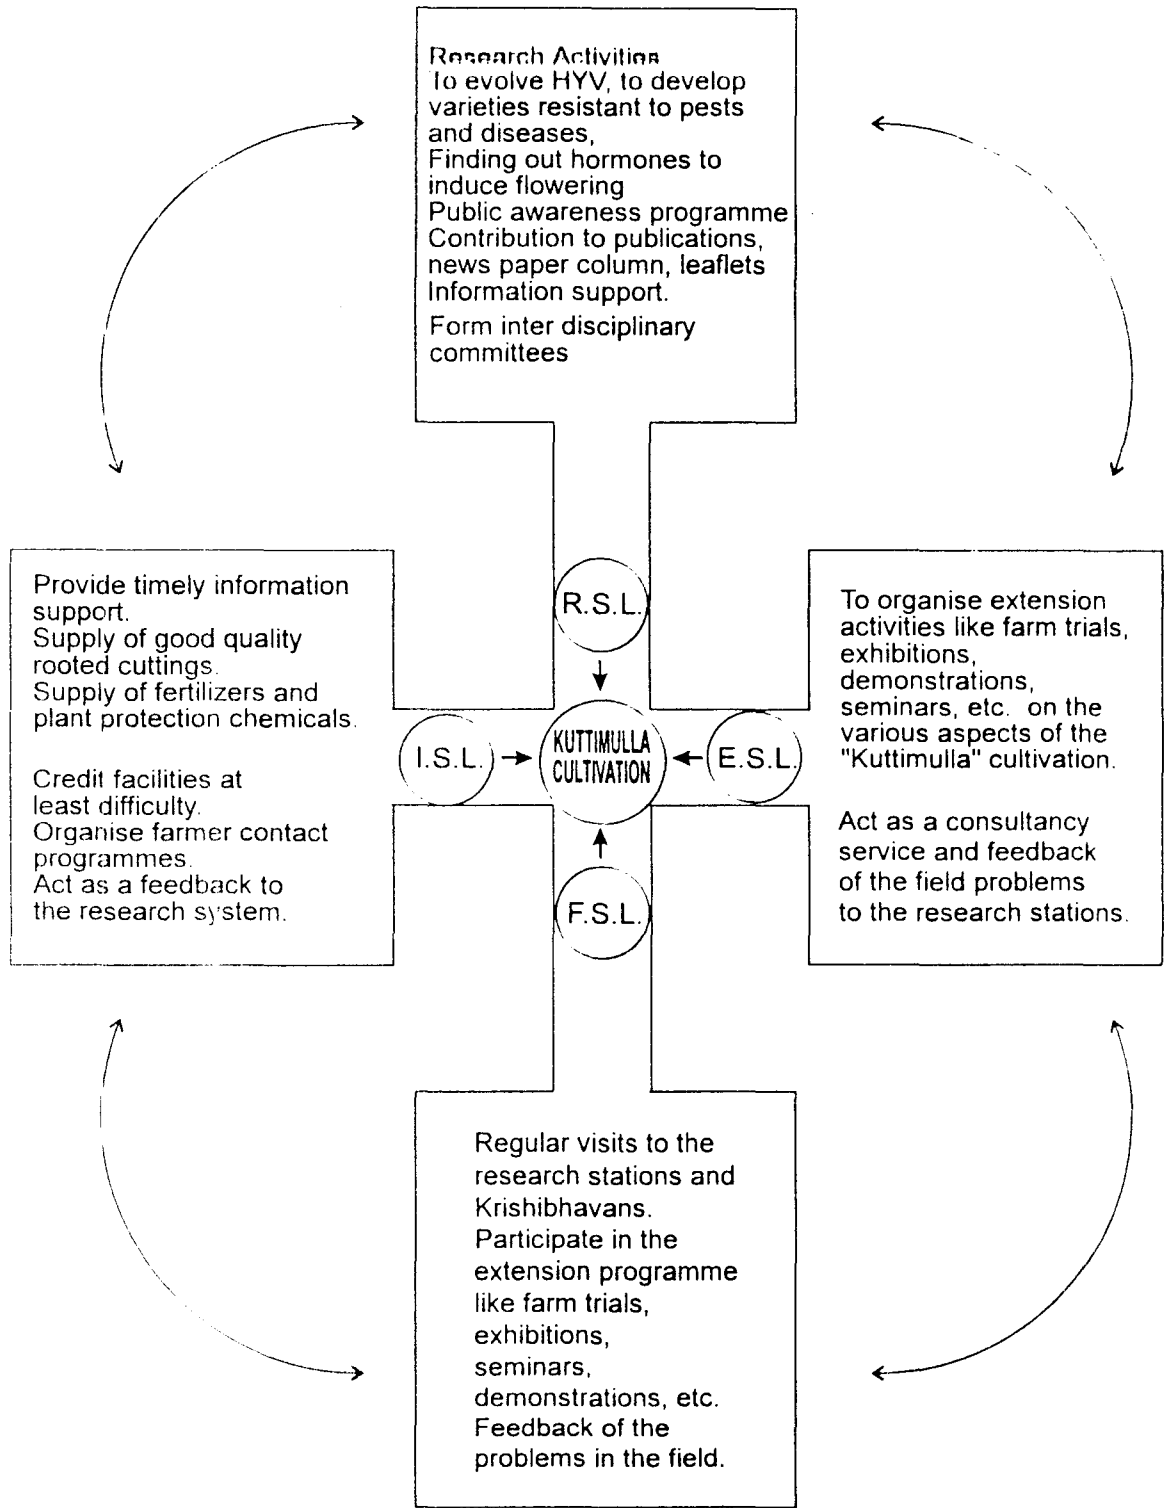 Research Activities
To evolve HYV, to develop
varieties resistant to pests
and diseases,
Finding out hormones to
induce flowering
Public awareness programme
Contribution to publications,
news paper column, leaflets
Information support.
Form inter disciplinary
committees
R.S.L.
Provide timely information
support.
Supply of good quality
rooted cuttings.
Supply of fertilizers and
plant protection chemicals.
Credit facilities at
least difficulty.
Organise farmer contact
programmes.
Act as a feedback to
the research system.
I.S.L.
KUTTIMULLA
CULTIVATION
E.S.L.
To organise extension
activities like farm trials,
exhibitions,
demonstrations,
seminars, etc. on the
various aspects of the
"Kuttimulla" cultivation.
Act as a consultancy
service and feedback
of the field problems
to the research stations.
F.S.L.
Regular visits to the
research stations and
Krishibhavans.
Participate in the
extension programme
like farm trials,
exhibitions,
seminars,
demonstrations, etc.
Feedback of the
problems in the field.